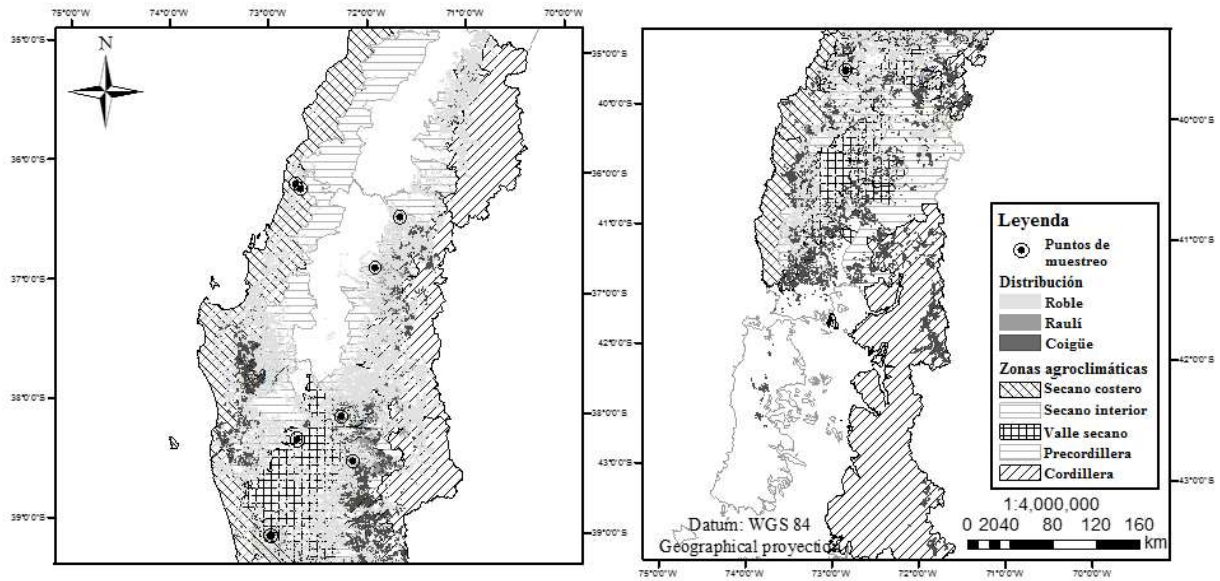 75°0'0"W 74°0'0"W 73°0'0"W 72°0'0"W 71°0'0"W 70°0'0"W
35°0'0"S
36°0'0"S
37°0'0"S
38°0'0"S
39°0'0"S
N
35°0'0"S
36°0'0"S
37°0'0"S
38°0'0"S
39°0'0"S
40°0'0"S
41°0'0"S
42°0'0"S
43°0'0"S
40°0'0"S
41°0'0"S
42°0'0"S
43°0'0"S
Leyenda
Puntos de
muestreo
Distribución
Roble
Raulí
Coigüe
Zonas agroclimáticas
Secano costero
Secano interior
Valle secano
Precordillera
Cordillera
1:4,000,000
0 2040 80 120 160
km
Datum: WGS 84
Geographical proyection
75°0'0"W 74°0'0"W 73°0'0"W 72°0'0"W 71°0'0"W 70°0'0"W